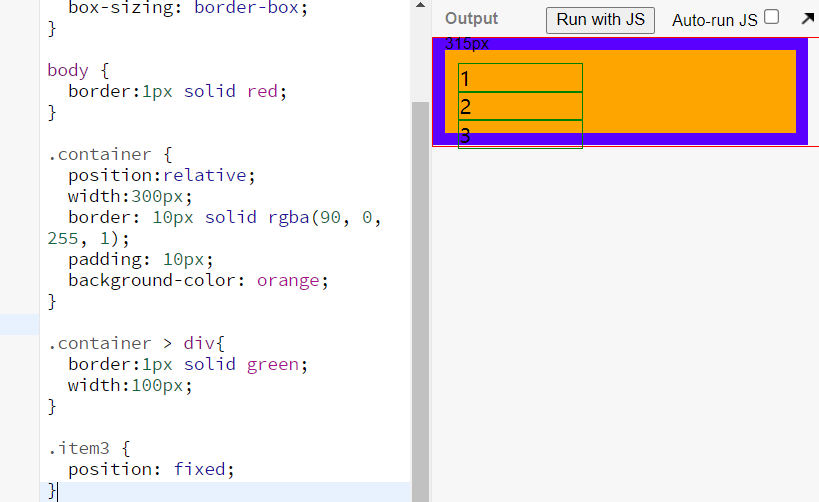 box-sizing: border-box;
}
body {
border:1px solid red;
}
.container {
position:relative;
width:300px;
border: 10px solid rgba(90, 0,
255, 1);
padding: 10px;
background-color: orange;
}
.container > div{
border:1px solid green;
width:100px;
}
.item3 {
position: fixed;
}
Output
Run with JS
Auto-run JS
315px
1
2
3